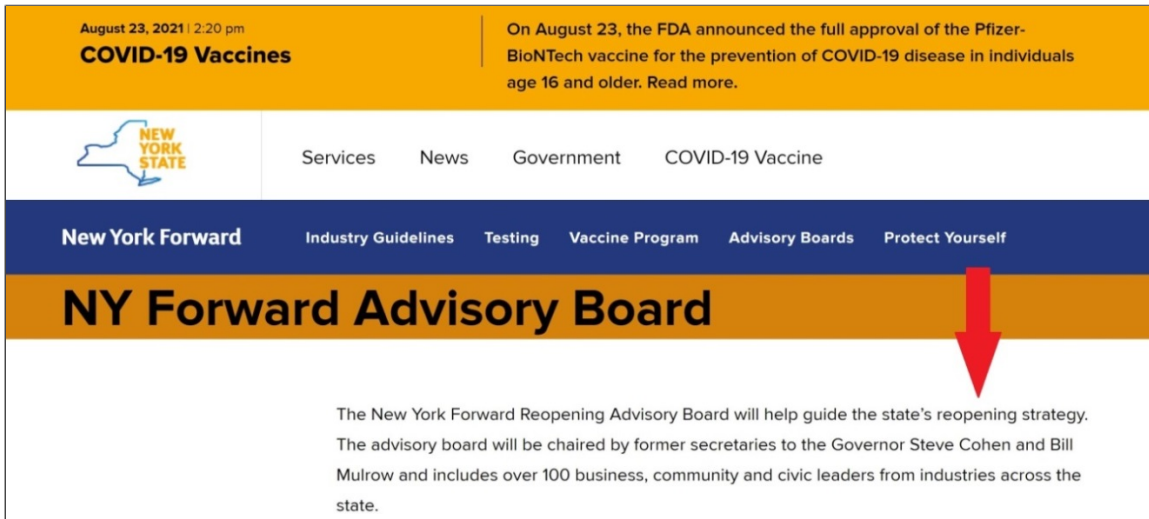 August 23, 2021 | 2:20 pm
COVID-19 Vaccines
On August 23, the FDA announced the full approval of the Pfizer-
BioNTech vaccine for the prevention of COVID-19 disease in individuals
age 16 and older. Read more.
NEW
YORK
STATE
Services News Government COVID-19 Vaccine
New York Forward Industry Guidelines Testing Vaccine Program Advisory Boards Protect Yourself
NY Forward Advisory Board
The New York Forward Reopening Advisory Board will help guide the state's reopening strategy.
The advisory board will be chaired by former secretaries to the Governor Steve Cohen and Bill
Mulrow and includes over 100 business, community and civic leaders from industries across the
state.